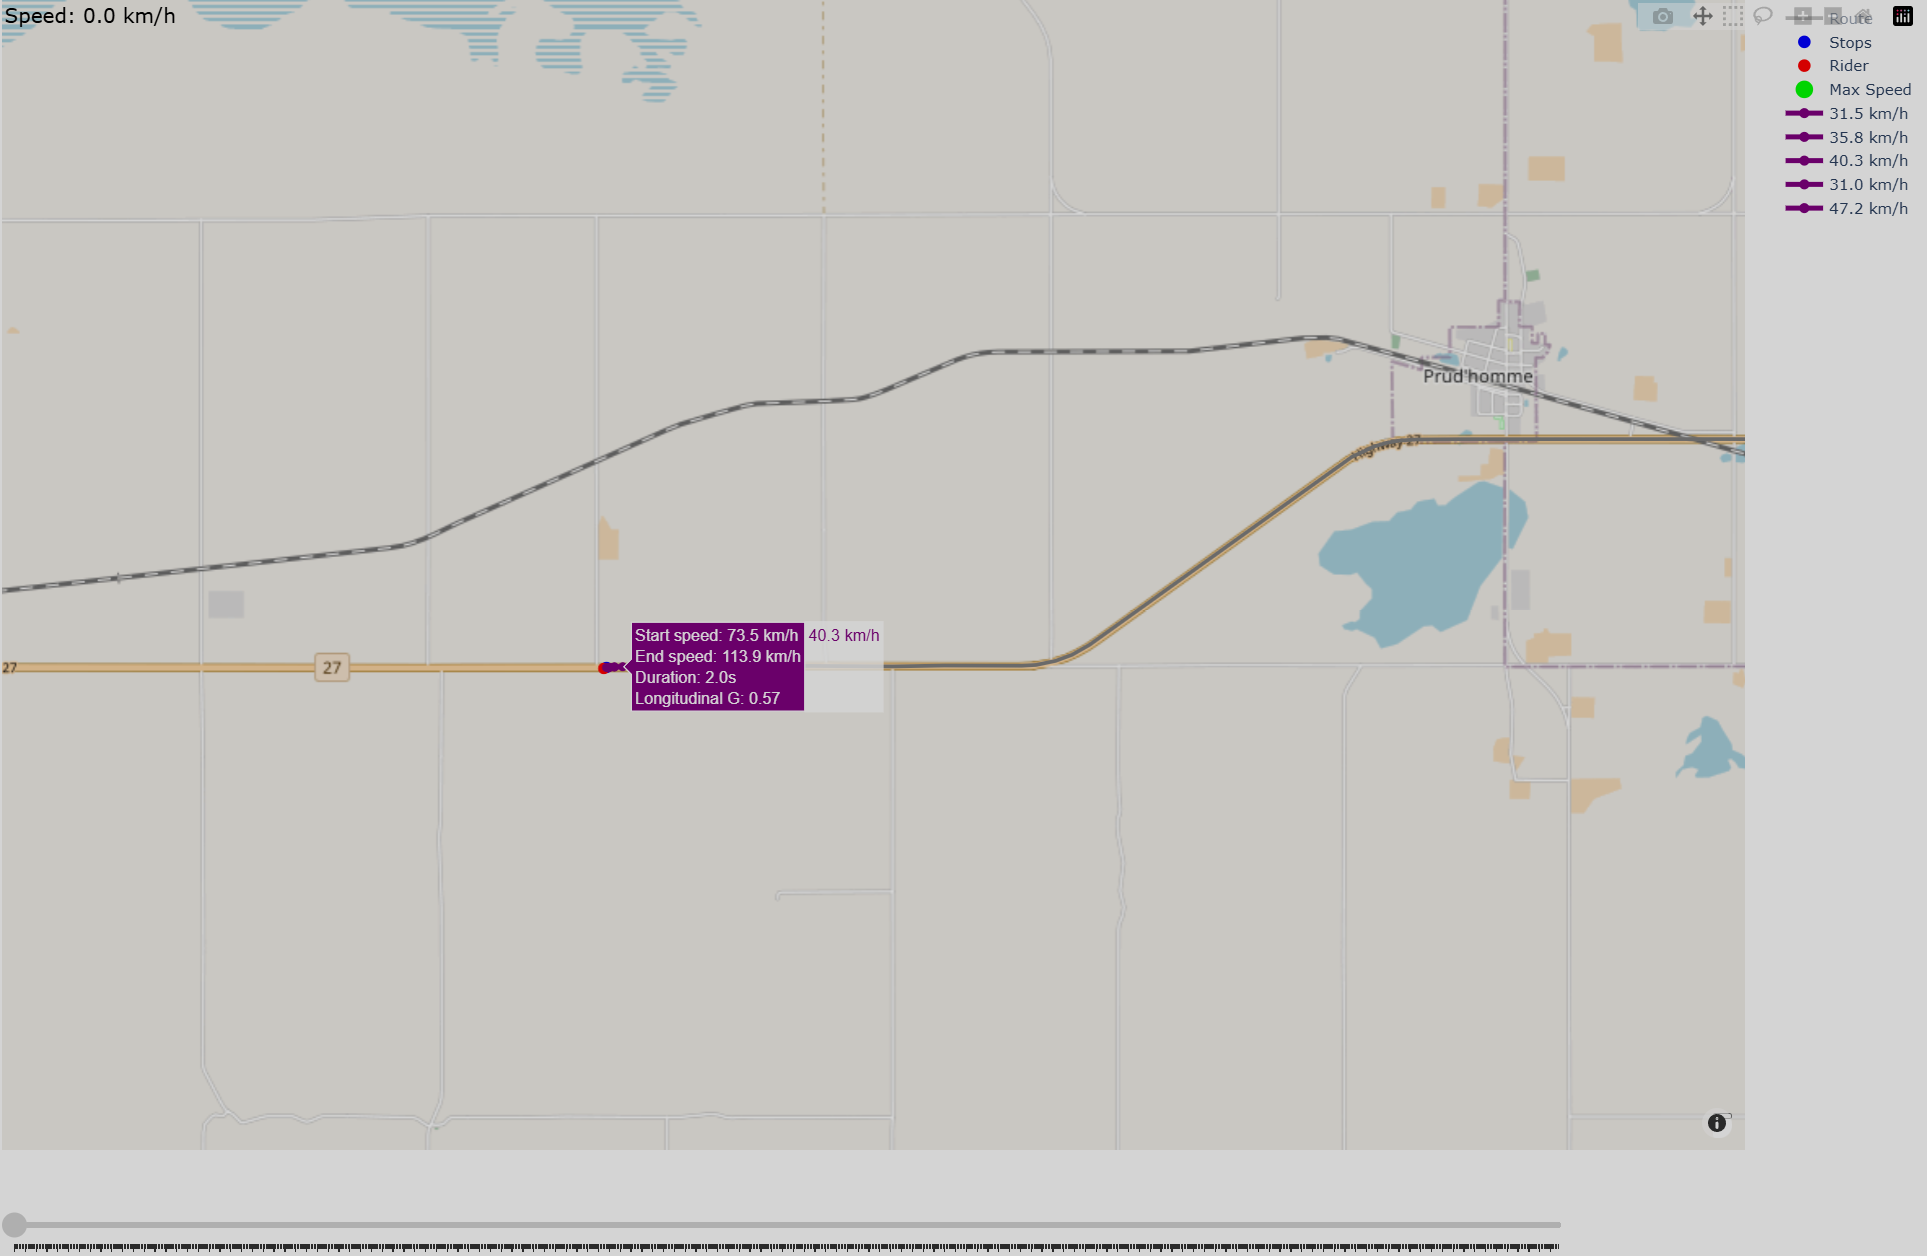 Speed: 0.0 km/h
Route
Stops
Rider
Max Speed
31.5 km/h
35.8 km/h
40.3 km/h
31.0 km/h
47.2 km/h
Prud'homme
Highway 27
27
27
Start speed: 73.5 km/h
End speed: 113.9 km/h
Duration: 2.0s
Longitudinal G: 0.57
40.3 km/h